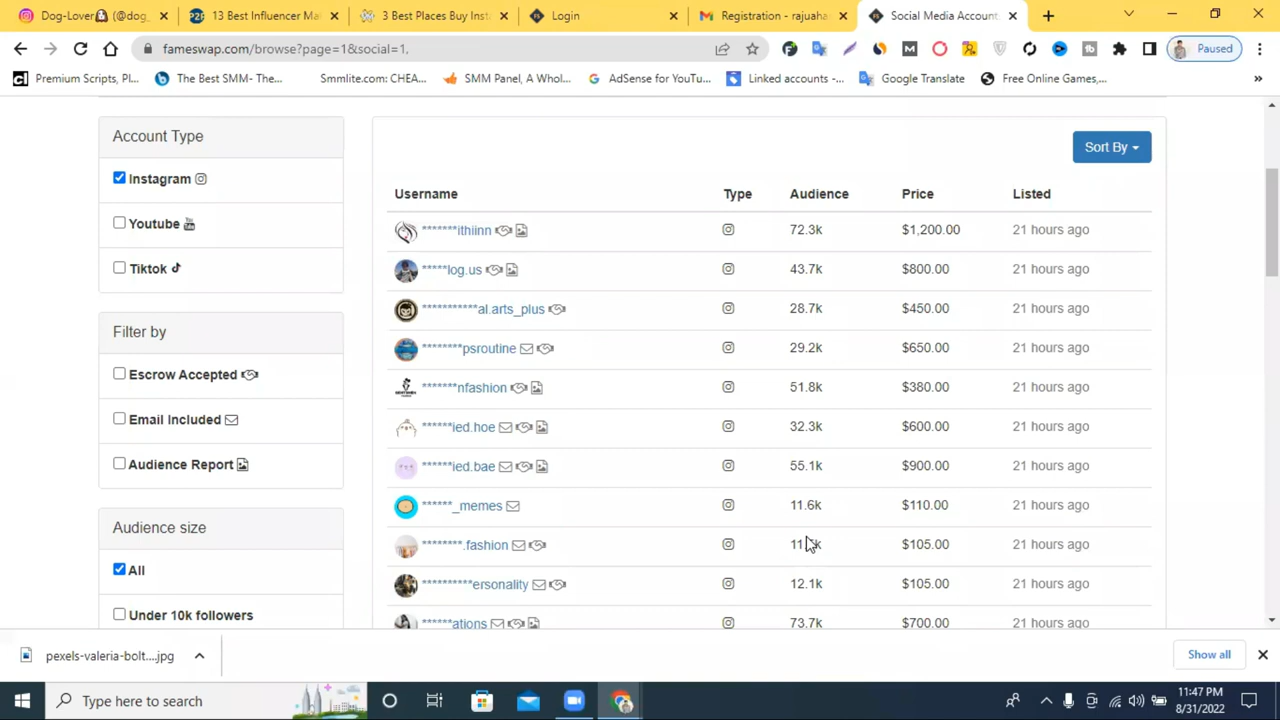 Dog-Lover (@dog_
13 Best Influencer Ma
3 Best Places Buy Inst
Login
Registration - rajuaha
Social Media Account
fameswap.com/browse?page=1&social=1,
Paused
Premium Scripts, Pl...
The Best SMM- The...
Smmlite.com: CHEA...
SMM Panel, A Whol...
AdSense for YouTu...
Linked accounts -...
Google Translate
Free Online Games,...
Account Type
Instagram
Youtube
Tiktok
Filter by
Escrow Accepted
Email Included
Audience Report
Audience size
All
Under 10k followers
Sort By
Username Type Audience Price Listed
*******ithiinn 72.3k $1,200.00 21 hours ago
*****log.us 43.7k $800.00 21 hours ago
***********al.arts_plus 28.7k $450.00 21 hours ago
********psroutine 29.2k $650.00 21 hours ago
*******nfashion 51.8k $380.00 21 hours ago
******ied.hoe 32.3k $600.00 21 hours ago
******ied.bae 55.1k $900.00 21 hours ago
******_memes 11.6k $110.00 21 hours ago
********.fashion $105.00 21 hours ago
**********ersonality 12.1k $105.00 21 hours ago
******ations 73.7k $700.00 21 hours ago
pexels-valeria-bolt....jpg
Show all
Type here to search
11:47 PM
8/31/2022